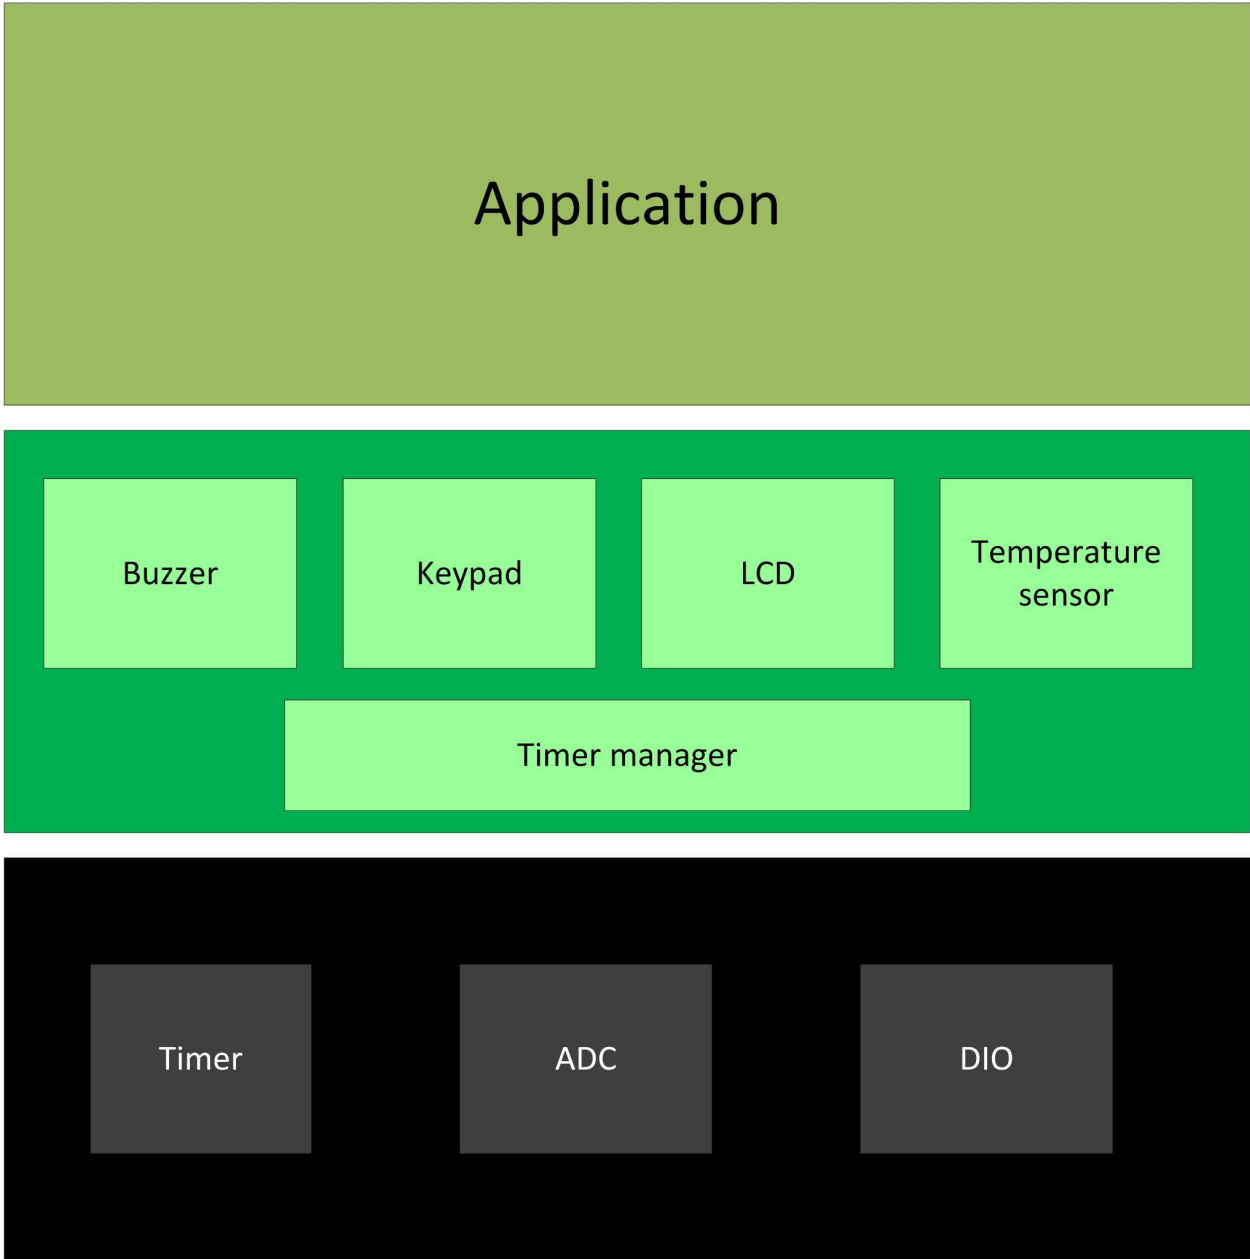 Application
Buzzer
Keypad
LCD
Temperature
sensor
Timer manager
Timer
ADC
DIO